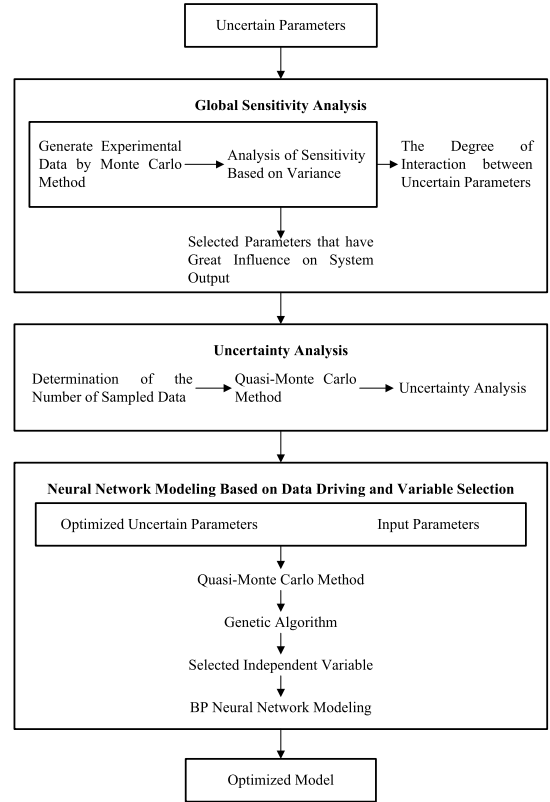 Uncertain Parameters
Global Sensitivity Analysis
Generate Experimental
Data by Monte Carlo
Method
Analysis of Sensitivity
Based on Variance
The Degree of
Interaction between
Uncertain Parameters
Selected Parameters that have
Great Influence on System
Output
Uncertainty Analysis
Determination of the
Number of Sampled Data
Quasi-Monte Carlo
Method
Uncertainty Analysis
Neural Network Modeling Based on Data Driving and Variable Selection
Optimized Uncertain Parameters
Input Parameters
Quasi-Monte Carlo Method
Genetic Algorithm
Selected Independent Variable
BP Neural Network Modeling
Optimized Model